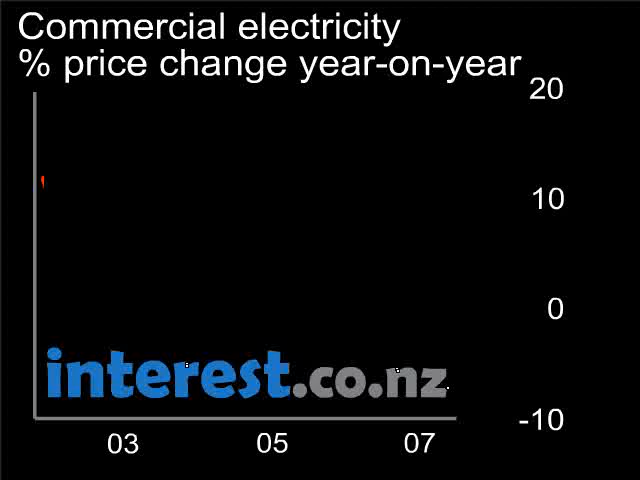 Commercial electricity
% price change year-on-year
20
10
0
interest.co.nz
-10
03 05 07